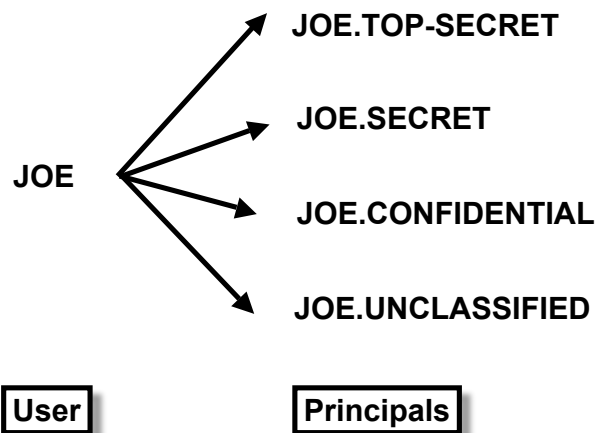 JOE.TOP-SECRET
JOE.SECRET
JOE
JOE.CONFIDENTIAL
JOE.UNCLASSIFIED
User
Principals